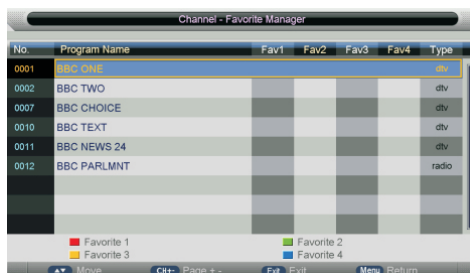 Channel - Favorite Manager
No. Program Name Fav1 Fav2 Fav3 Fav4 Type
0001 BBC ONE dtv
0002 BBC TWO dtv
0007 BBC CHOICE dtv
0010 BBC TEXT dtv
0011 BBC NEWS 24 dtv
0012 BBC PARLMNT radio
Favorite 1 Favorite 2
Favorite 3 Favorite 4
▲▼ Move CH+- Page + - Exit Exit Menu Return